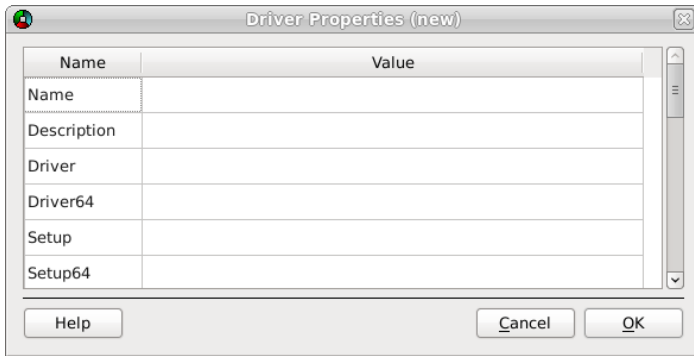 Driver Properties (new)
Name Value
Name
Description
Driver
Driver64
Setup
Setup64
Help Cancel OK